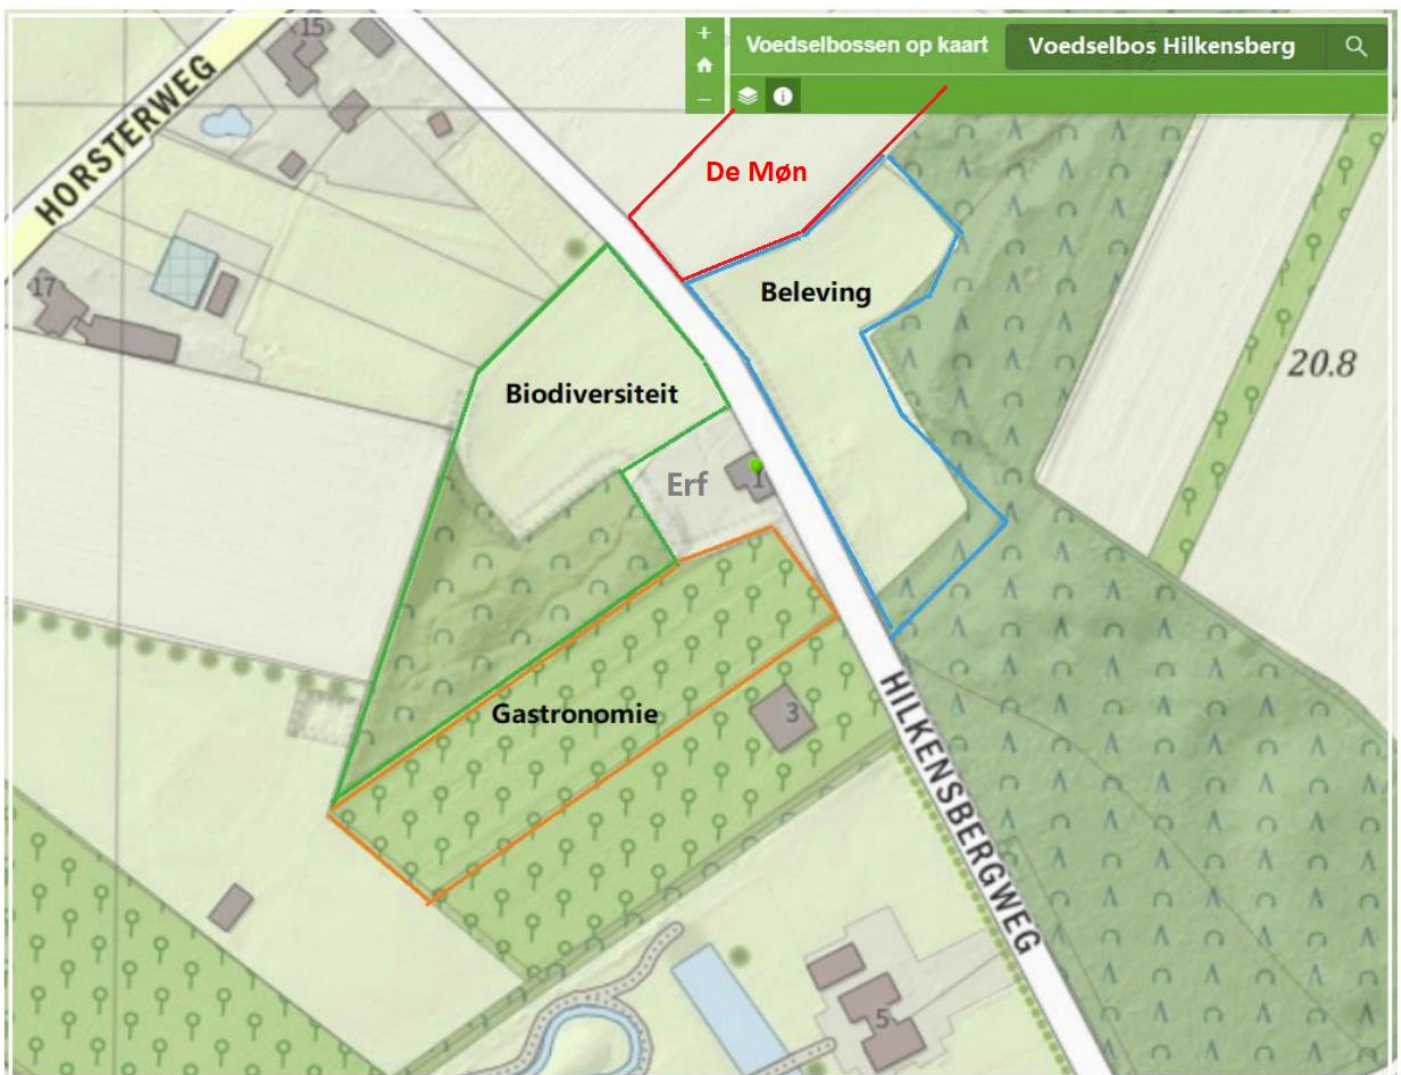 15
+
Voedselbossen op kaart
Voedselbos Hilkensberg
–
i
HORSTERWEG
De Møn
17
Beleving
20.8
Biodiversiteit
Erf
1
Gastronomie
3
HILKENSBERGWEG
5